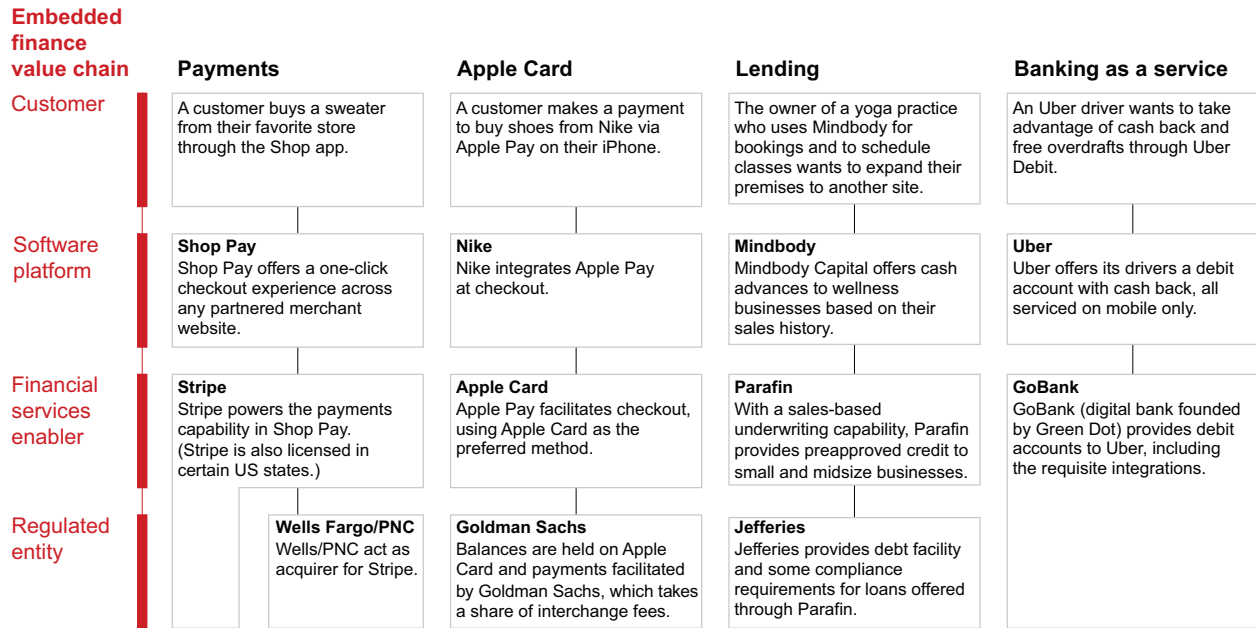 Embedded
finance
value chain
Payments
Apple Card
Lending
Banking as a service
Customer
A customer buys a sweater
from their favorite store
through the Shop app.
A customer makes a payment
to buy shoes from Nike via
Apple Pay on their iPhone.
The owner of a yoga practice
who uses Mindbody for
bookings and to schedule
classes wants to expand their
premises to another site.
An Uber driver wants to take
advantage of cash back and
free overdrafts through Uber
Debit.
Software
platform
Shop Pay
Shop Pay offers a one-click
checkout experience across
any partnered merchant
website.
Nike
Nike integrates Apple Pay
at checkout.
Mindbody
Mindbody Capital offers cash
advances to wellness
businesses based on their
sales history.
Uber
Uber offers its drivers a debit
account with cash back, all
serviced on mobile only.
Financial
services
enabler
Stripe
Stripe powers the payments
capability in Shop Pay.
(Stripe is also licensed in
certain US states.)
Apple Card
Apple Pay facilitates checkout,
using Apple Card as the
preferred method.
Parafin
With a sales-based
underwriting capability, Parafin
provides preapproved credit to
small and midsize businesses.
GoBank
GoBank (digital bank founded
by Green Dot) provides debit
accounts to Uber, including
the requisite integrations.
Regulated
entity
Wells Fargo/PNC
Wells/PNC act as
acquirer for Stripe.
Goldman Sachs
Balances are held on Apple
Card and payments facilitated
by Goldman Sachs, which takes
a share of interchange fees.
Jefferies
Jefferies provides debt facility
and some compliance
requirements for loans offered
through Parafin.